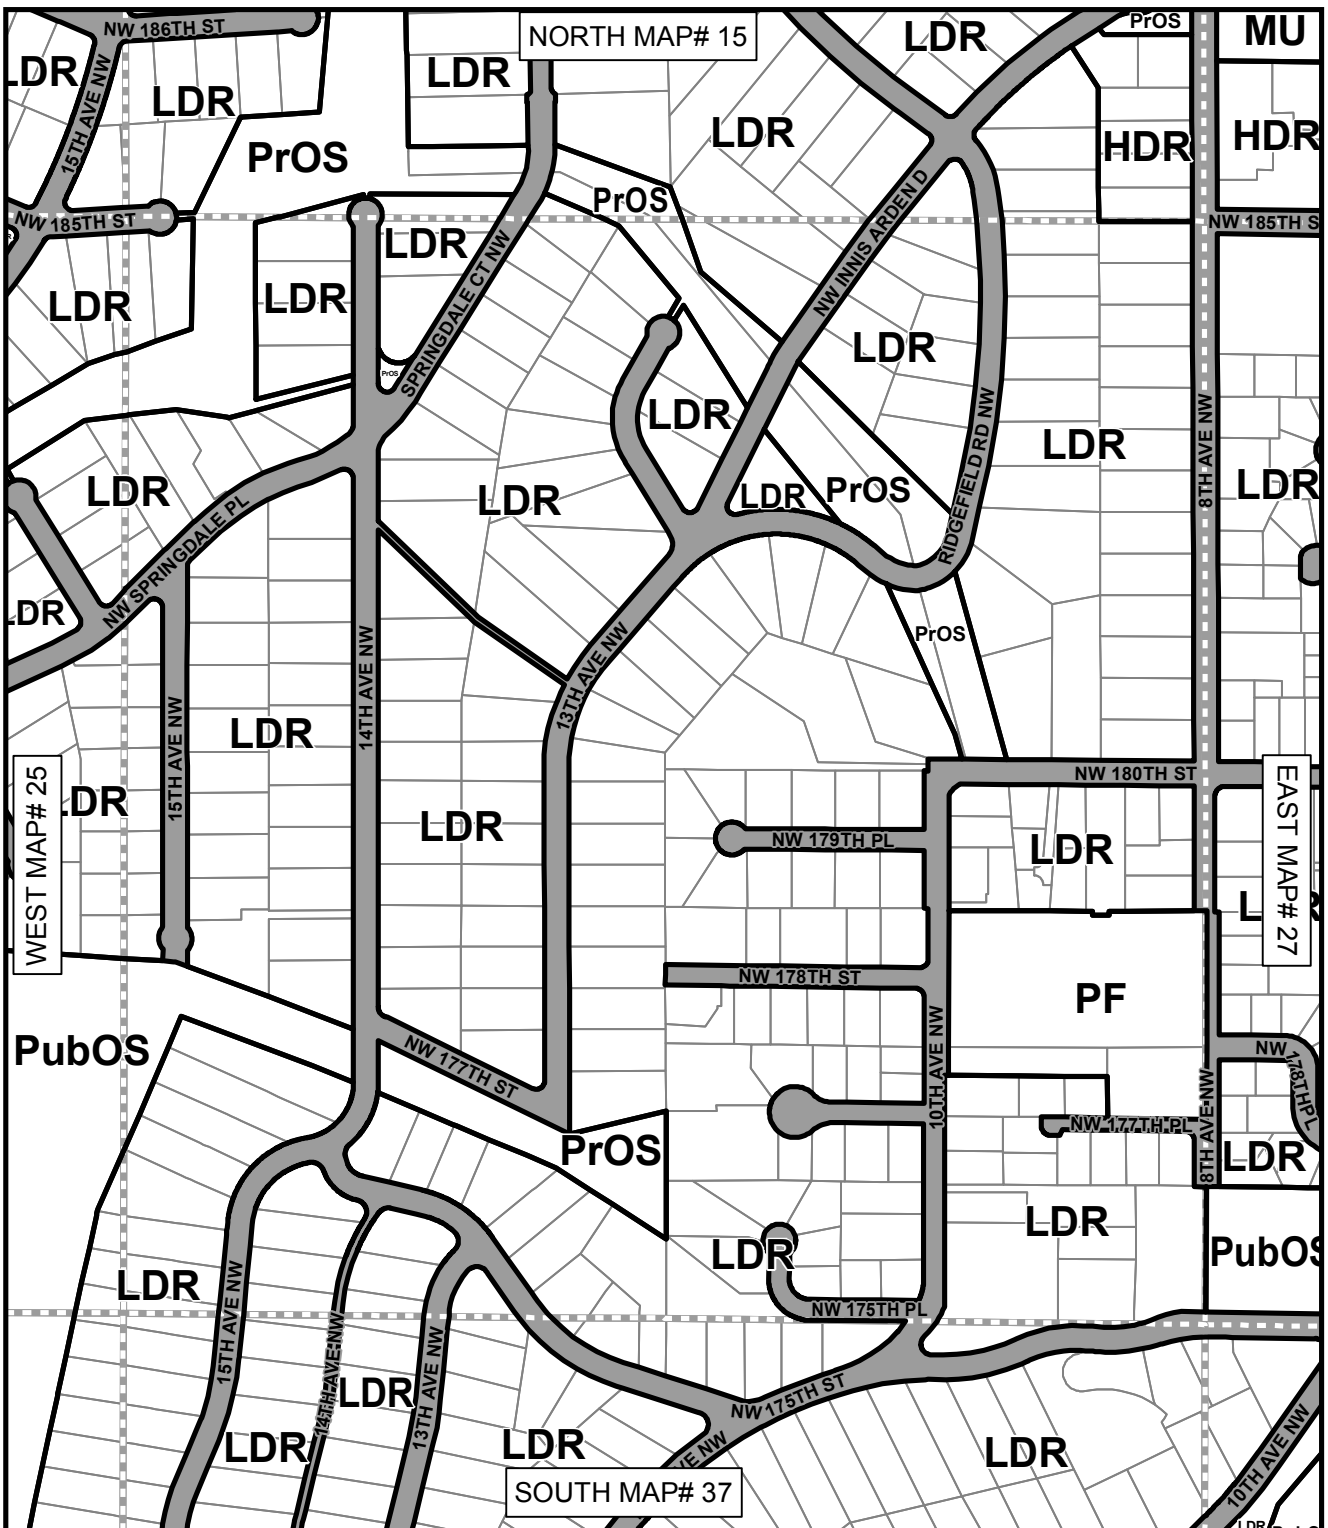 NW 186TH ST
NORTH MAP# 15
PrOS
MU
LDR
LDR
LDR
LDR
15TH AVE NW
LDR
HDR
HDR
PrOS
PrOS
NW 185TH ST
NW 185TH S
LDR
LDR
LDR
SPRINGDALE CT NW
NW INNIS ARDEN D
LDR
PrOS
LDR
RIDGEFIELD RD NW
LDR
8TH AVE NW
LDR
LDR
LDR
PrOS
LDR
LDR
NW SPRINGDALE PL
LDR
PrOS
14TH AVE NW
13TH AVE NW
15TH AVE NW
LDR
NW 180TH ST
WEST MAP# 25
LDR
LDR
NW 179TH PL
LDR
EAST MAP# 27
NW 178TH ST
PF
PubOS
NW 177TH ST
10TH AVE NW
NW 178TH PL
NW 177TH PL
8TH AVE NW
PrOS
LDR
LDR
LDR
PubOS
LDR
15TH AVE NW
NW 175TH PL
14TH AVE NW
13TH AVE NW
LDR
NW 175TH ST
LDR
LDR
LDR
VE NW
10TH AVE NW
SOUTH MAP# 37
LDR